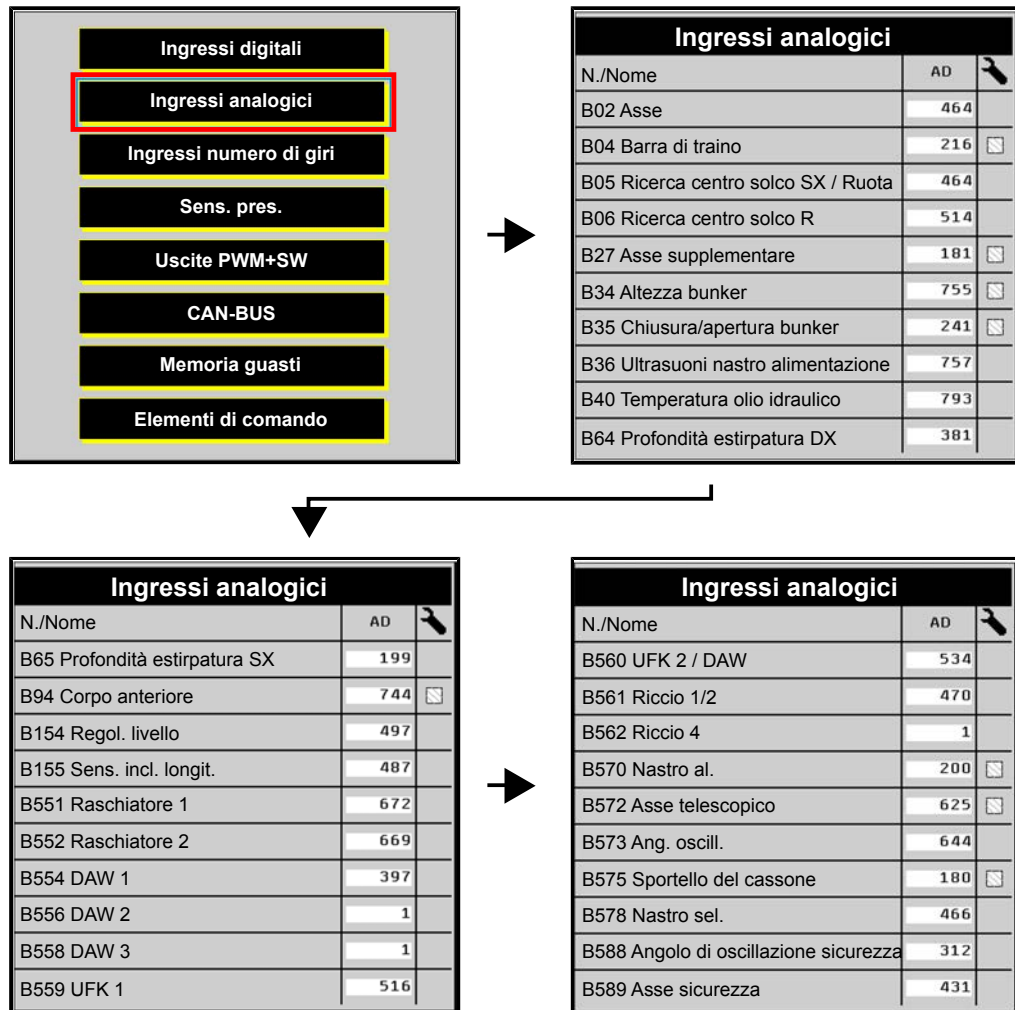 Ingressi digitali
Ingressi analogici
Ingressi numero di giri
Sens. pres.
Uscite PWM+SW
CAN-BUS
Memoria guasti
Elementi di comando
Ingressi analogici
N./Nome AD
B02 Asse 464
B04 Barra di traino 216
B05 Ricerca centro solco SX / Ruota 464
B06 Ricerca centro solco R 514
B27 Asse supplementare 181
B34 Altezza bunker 755
B35 Chiusura/apertura bunker 241
B36 Ultrasuoni nastro alimentazione 757
B40 Temperatura olio idraulico 793
B64 Profondità estirpatura DX 381
Ingressi analogici
N./Nome AD
B65 Profondità estirpatura SX 199
B94 Corpo anteriore 744
B154 Regol. livello 497
B155 Sens. incl. longit. 487
B551 Raschiatore 1 672
B552 Raschiatore 2 669
B554 DAW 1 397
B556 DAW 2 1
B558 DAW 3 1
B559 UFK 1 516
Ingressi analogici
N./Nome AD
B560 UFK 2 / DAW 534
B561 Riccio 1/2 470
B562 Riccio 4 1
B570 Nastro al. 200
B572 Asse telescopico 625
B573 Ang. oscill. 644
B575 Sportello del cassone 180
B578 Nastro sel. 466
B588 Angolo di oscillazione sicurezza 312
B589 Asse sicurezza 431